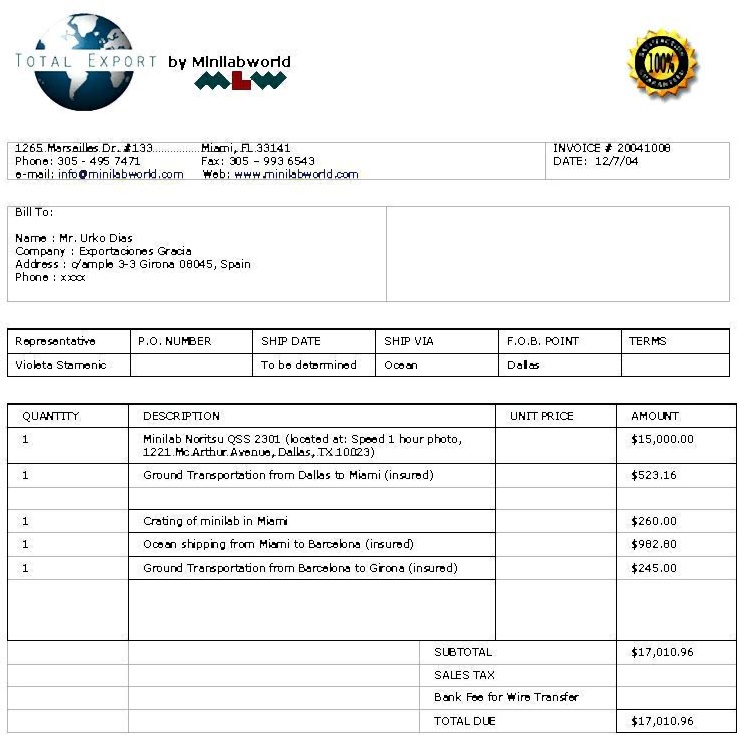 TOTAL EXPORT by Minilabworld
MLW
100%
1265 Marseilles Dr. #133................Miami, FL 33141
Phone: 305 - 495 7471 Fax: 305 – 993 6543
e-mail: info@minilabworld.com Web: www.minilabworld.com
INVOICE # 20041008
DATE: 12/7/04
Bill To:
Name : Mr. Urko Dias
Company : Exportaciones Gracia
Address : c/ample 3-3 Girona 08045, Spain
Phone : xxxx
Representative P.O. NUMBER SHIP DATE SHIP VIA F.O.B. POINT TERMS
Violeta Stamenic To be determined Ocean Dallas
QUANTITY DESCRIPTION UNIT PRICE AMOUNT
1 Minilab Noritsu QSS 2301 (located at: Speed 1 hour photo, $15,000.00
1221 Mc Arthur Avenue, Dallas, TX 10023)
1 Ground Transportation from Dallas to Miami (insured) $523.16
1 Crating of minilab in Miami $260.00
1 Ocean shipping from Miami to Barcelona (insured) $982.80
1 Ground Transportation from Barcelona to Girona (insured) $245.00
SUBTOTAL $17,010.96
SALES TAX
Bank Fee for Wire Transfer
TOTAL DUE $17,010.96